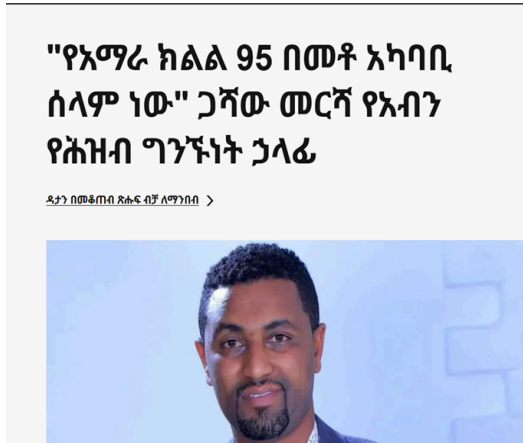 "የአማራ ክልል 95 በመቶ አካባቢ
ሰላም ነው" ጋሻው መርሻ የአብን
የሕዝብ ግንኙነት ኃላፊ
ዳታን በመቆጠብ ጽሑፍ ብቻ ለማንበብ